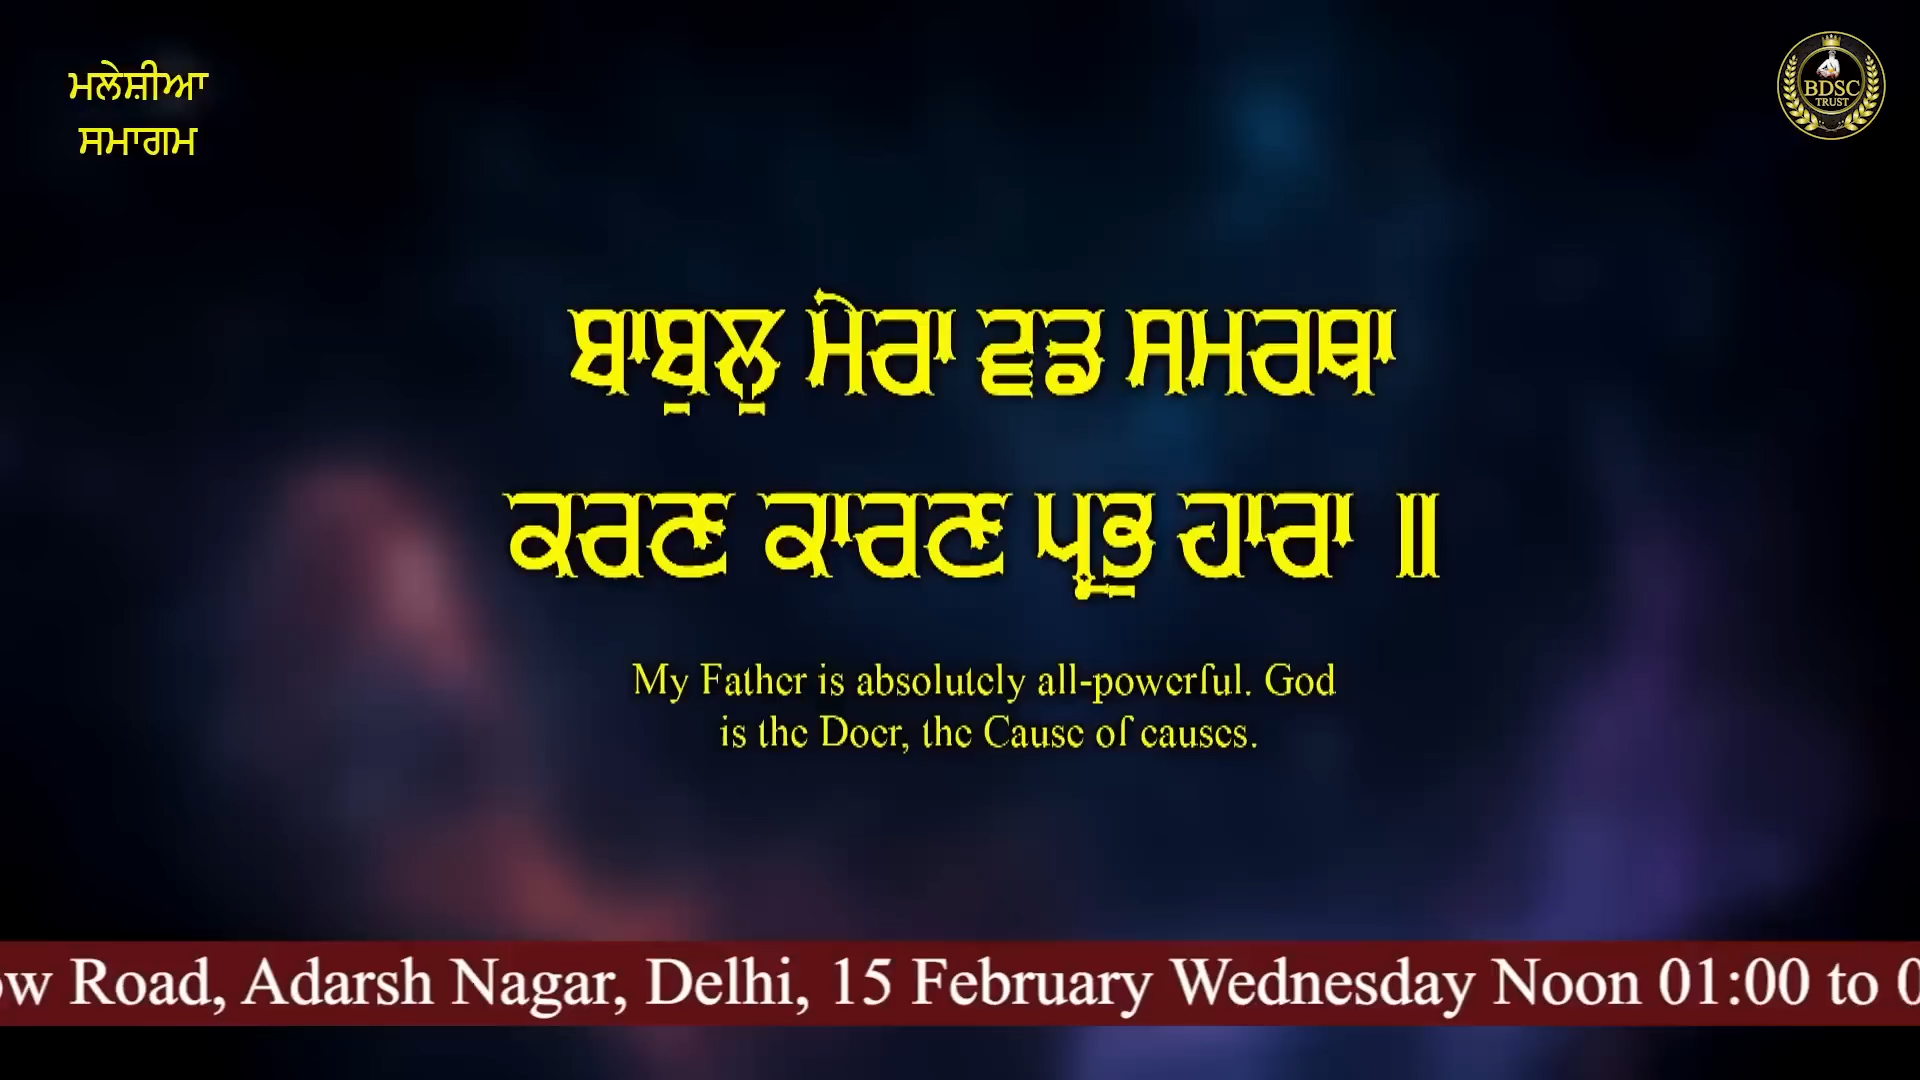 ਮਲੇਸ਼ੀਆ
ਸਮਾਗਮ
BDSC
TRUST
ਬਾਬੁਲੁ ਮੇਰਾ ਵਡ ਸਮਰਥਾ
ਕਰਣ ਕਾਰਣ ਪ੍ਰਭੁ ਹਾਰਾ ॥
My Father is absolutely all-powerful. God
is the Doer, the Cause of causes.
Road, Adarsh Nagar, Delhi, 15 February Wednesday Noon 01:00 to